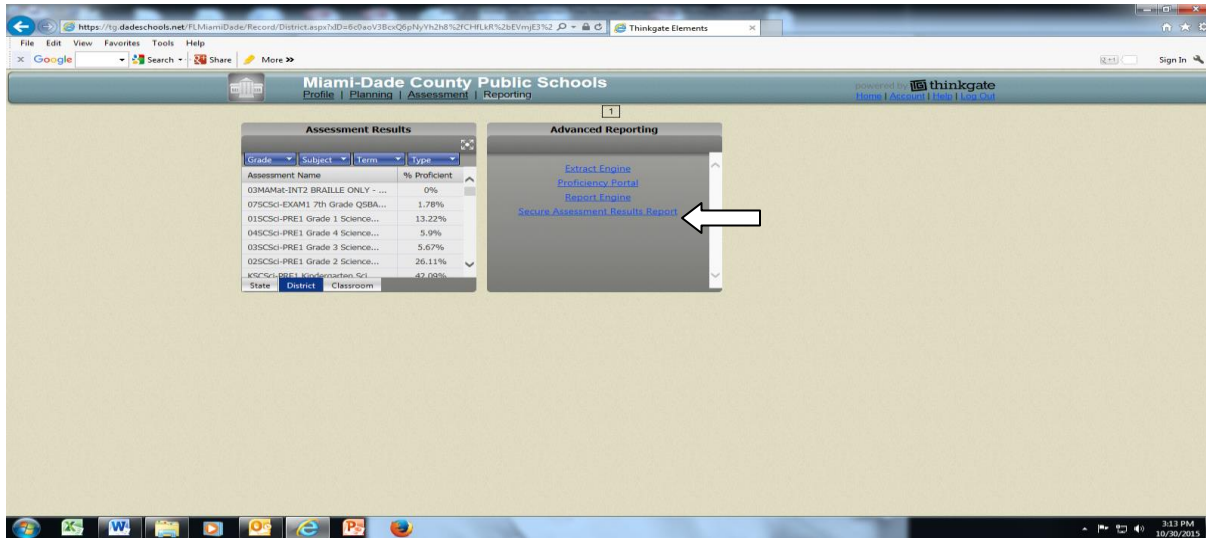 https://tg.dadeschools.net/FLMiamiDade/Record/District.aspx?xID=6c0aoV3BcxQ6pNyYh2h8%2fCHfLkR%2bEVmjE3%2
Thinkgate Elements
File Edit View Favorites Tools Help
Google Search Share More >>
Sign In
Miami-Dade County Public Schools
Profile | Planning | Assessment | Reporting
powered by thinkgate
Home | Account | Help | Log Out
1
Assessment Results
Grade Subject Term Type
Assessment Name % Proficient
03MAMat-INT2 BRAILLE ONLY - ... 0%
07SCSci-EXAM1 7th Grade QSBA... 1.78%
01SCSci-PRE1 Grade 1 Science... 13.22%
04SCSci-PRE1 Grade 4 Science... 5.9%
03SCSci-PRE1 Grade 3 Science... 5.67%
02SCSci-PRE1 Grade 2 Science... 26.11%
KSCSci-PRE1 Kindergarten Sci... 42.09%
State District Classroom
Advanced Reporting
Extract Engine
Proficiency Portal
Report Engine
Secure Assessment Results Report
3:13 PM
10/30/2015